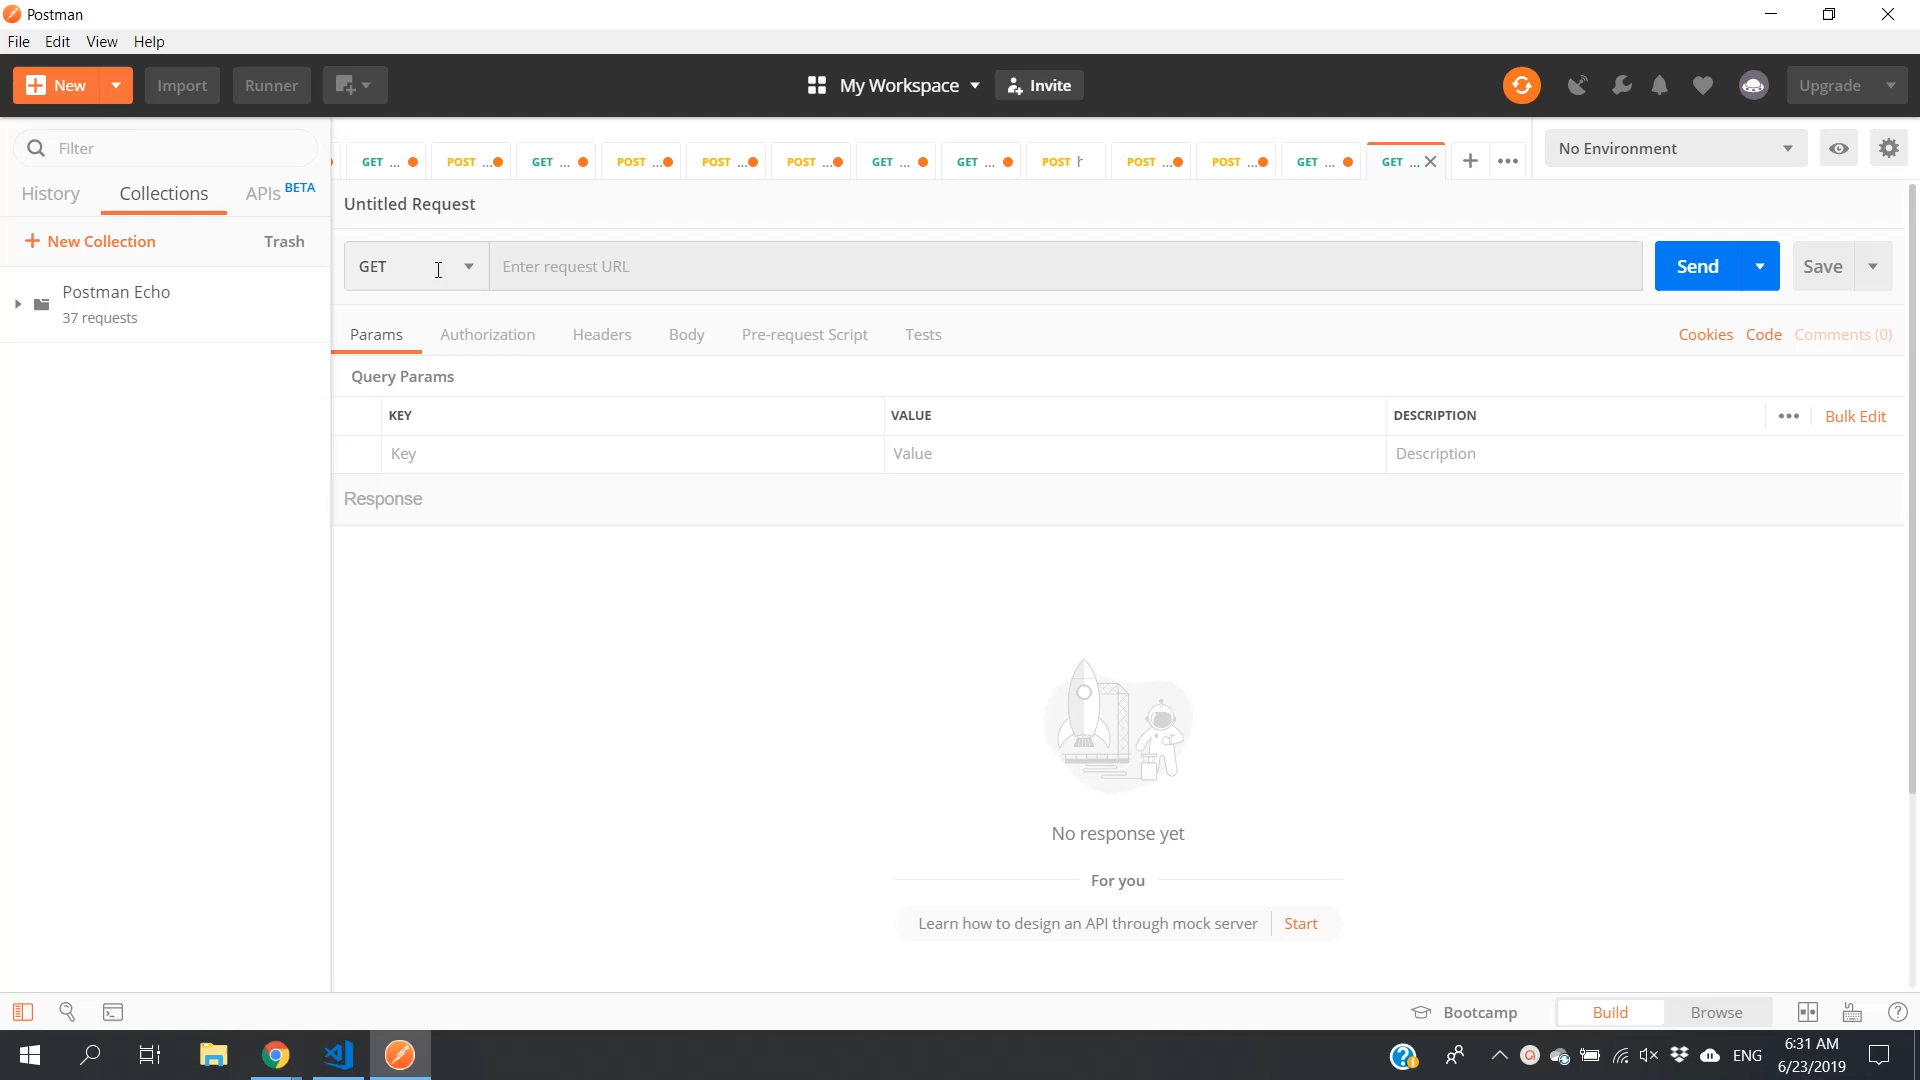 Postman
File Edit View Help
New Import Runner My Workspace Invite Upgrade
Filter
GET ... POST ... GET ... POST ... POST ... POST ... GET ... GET ... POST POST ... POST ... GET ... GET ...
No Environment
History Collections APIs BETA
Untitled Request
New Collection Trash
GET Enter request URL Send Save
Postman Echo
37 requests
Params Authorization Headers Body Pre-request Script Tests Cookies Code Comments (0)
Query Params
KEY VALUE DESCRIPTION Bulk Edit
Key Value Description
Response
No response yet
For you
Learn how to design an API through mock server Start
Bootcamp Build Browse
ENG
6:31 AM
6/23/2019